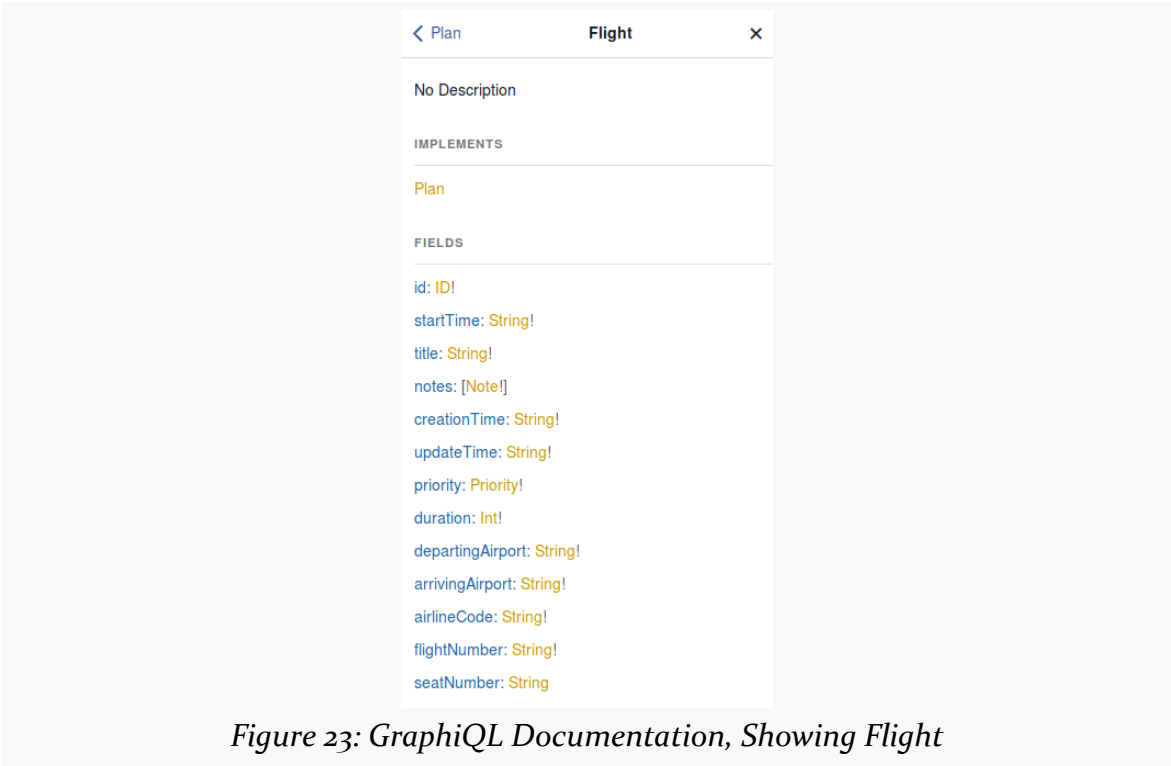 Plan
Flight
×
No Description
IMPLEMENTS
Plan
FIELDS
id: ID!
startTime: String!
title: String!
notes: [Note!]
creationTime: String!
updateTime: String!
priority: Priority!
duration: Int!
departingAirport: String!
arrivingAirport: String!
airlineCode: String!
flightNumber: String!
seatNumber: String
Figure 23: GraphiQL Documentation, Showing Flight